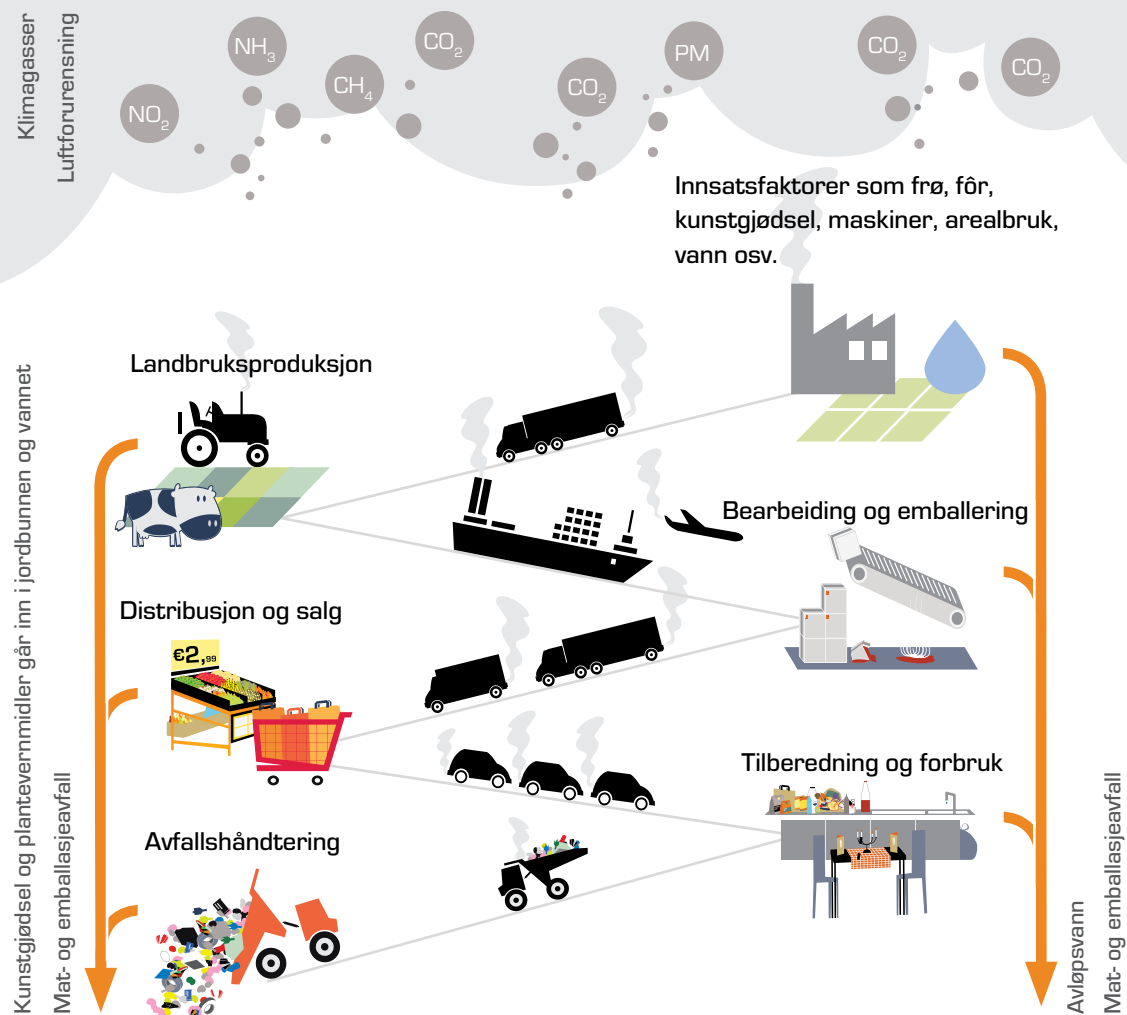 Klimagasser
Luftforurensning
NO2
NH3
CH4
CO2
CO2
PM
CO2
CO2
Innsatsfaktorer som frø, fôr,
kunstgjødsel, maskiner, arealbruk,
vann osv.
Landbruksproduksjon
Bearbeiding og emballering
Distribusjon og salg
€2,99
Tilberedning og forbruk
Avfallshåndtering
Kunstgjødsel og plantevernmidler går inn i jordbunnen og vannet
Mat- og emballasjeavfall
Avløpsvann
Mat- og emballasjeavfall